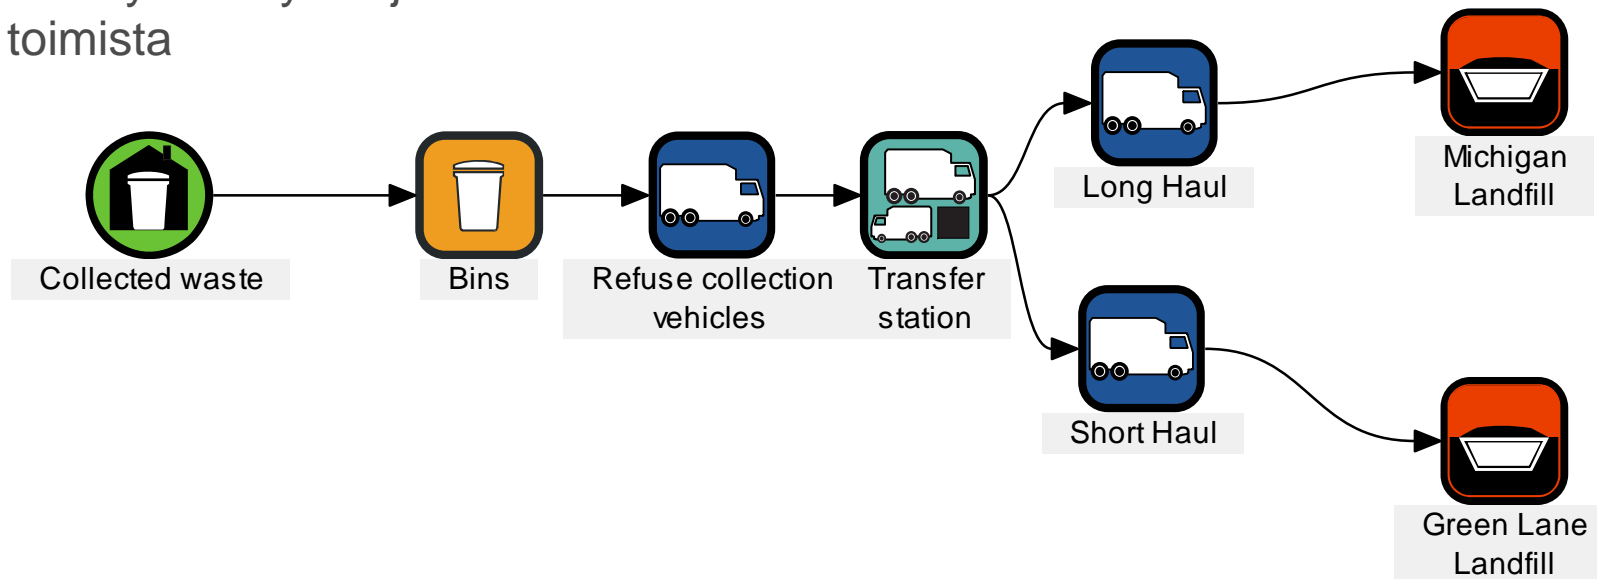 toimista
Collected waste
Bins
Refuse collection
vehicles
Transfer
station
Long Haul
Short Haul
Michigan
Landfill
Green Lane
Landfill